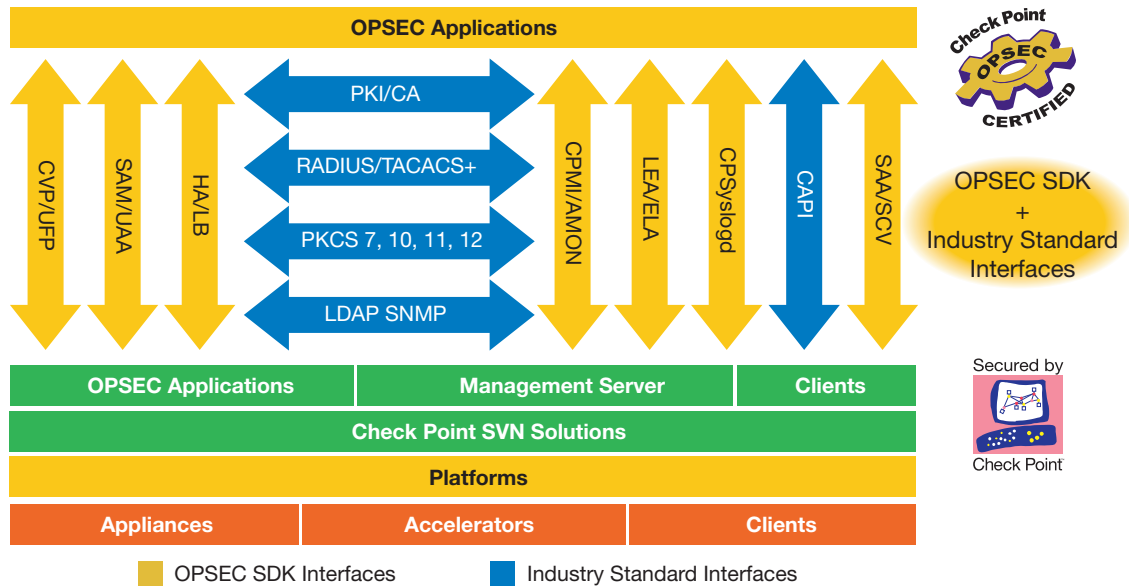 OPSEC Applications
CVP/UFP
SAM/UAA
HA/LB
PKI/CA
RADIUS/TACACS+
PKCS 7, 10, 11, 12
LDAP SNMP
CPMI/AMON
LEA/ELA
CPSyslogd
CAPI
SAA/SCV
Check Point
OPSEC
CERTIFIED
OPSEC SDK
+
Industry Standard
Interfaces
OPSEC Applications
Management Server
Clients
Check Point SVN Solutions
Platforms
Appliances
Accelerators
Clients
Secured by
Check Point
OPSEC SDK Interfaces
Industry Standard Interfaces